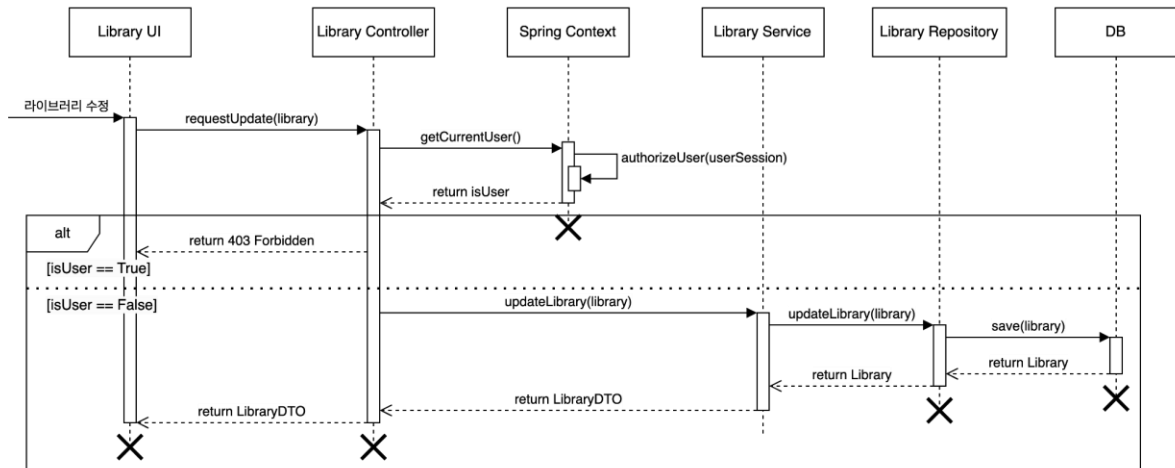 Library UI
Library Controller
Spring Context
Library Service
Library Repository
DB
라이브러리 수정
requestUpdate(library)
getCurrentUser()
authorizeUser(userSession)
return isUser
alt
return 403 Forbidden
[isUser == True]
[isUser == False]
updateLibrary(library)
updateLibrary(library)
save(library)
return Library
return Library
return LibraryDTO
return LibraryDTO